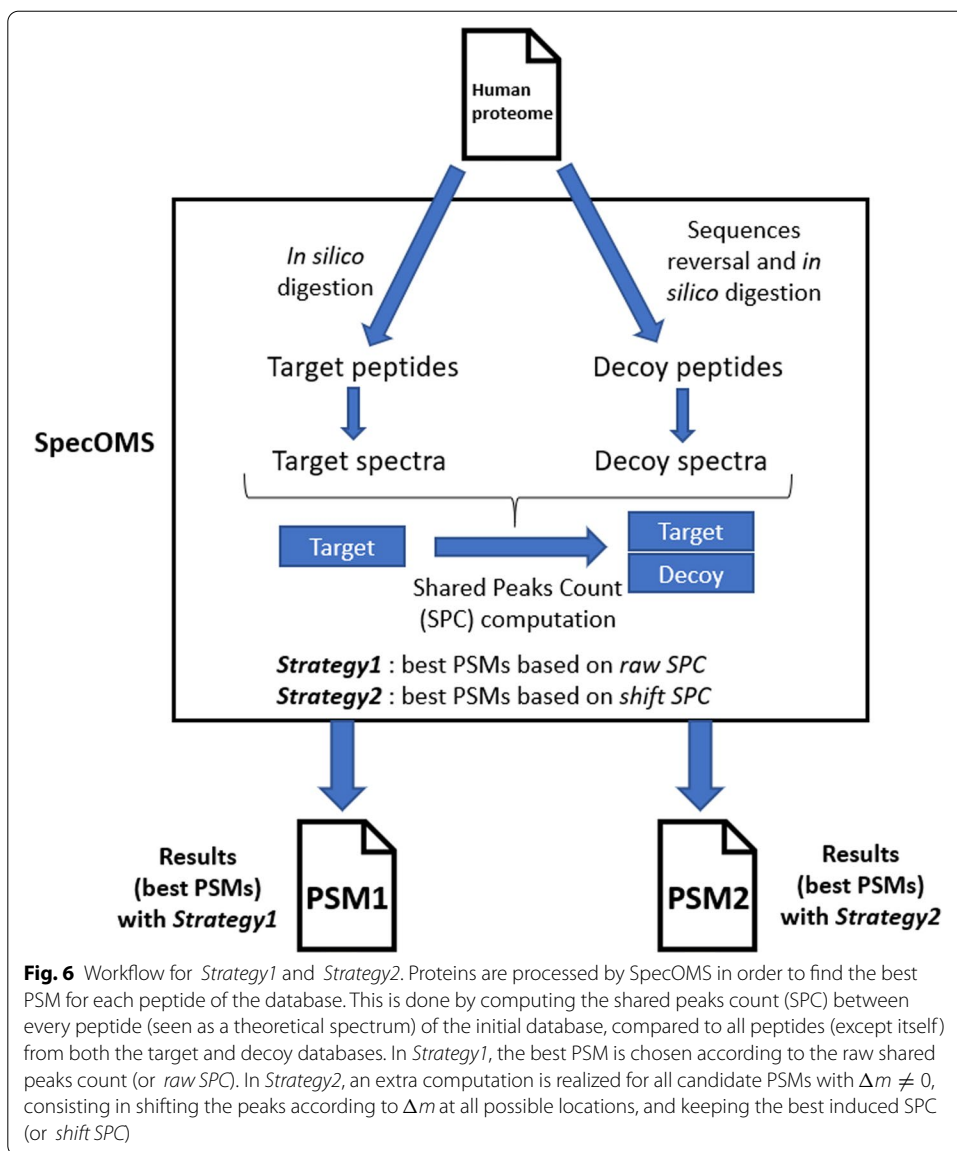 Human
proteome
In silico
digestion
Sequences
reversal and in
silico digestion
Target peptides
Decoy peptides
SpecOMS
Target spectra
Decoy spectra
Target
Target
Decoy
Shared Peaks Count
(SPC) computation
Strategy1 : best PSMs based on raw SPC
Strategy2 : best PSMs based on shift SPC
Results
(best PSMs)
with Strategy1
PSM1
PSM2
Results
(best PSMs)
with Strategy2
Fig. 6 Workflow for Strategy1 and Strategy2. Proteins are processed by SpecOMS in order to find the best
PSM for each peptide of the database. This is done by computing the shared peaks count (SPC) between
every peptide (seen as a theoretical spectrum) of the initial database, compared to all peptides (except itself)
from both the target and decoy databases. In Strategy1, the best PSM is chosen according to the raw shared
peaks count (or raw SPC). In Strategy2, an extra computation is realized for all candidate PSMs with Δm ≠ 0,
consisting in shifting the peaks according to Δm at all possible locations, and keeping the best induced SPC
(or shift SPC)